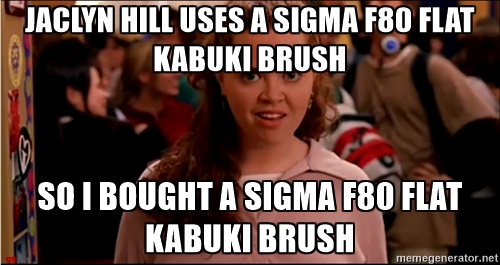 JACLYN HILL USES A SIGMA F80 FLAT
KABUKI BRUSH
SO I BOUGHT A SIGMA F80 FLAT
KABUKI BRUSH
memegenerator.net